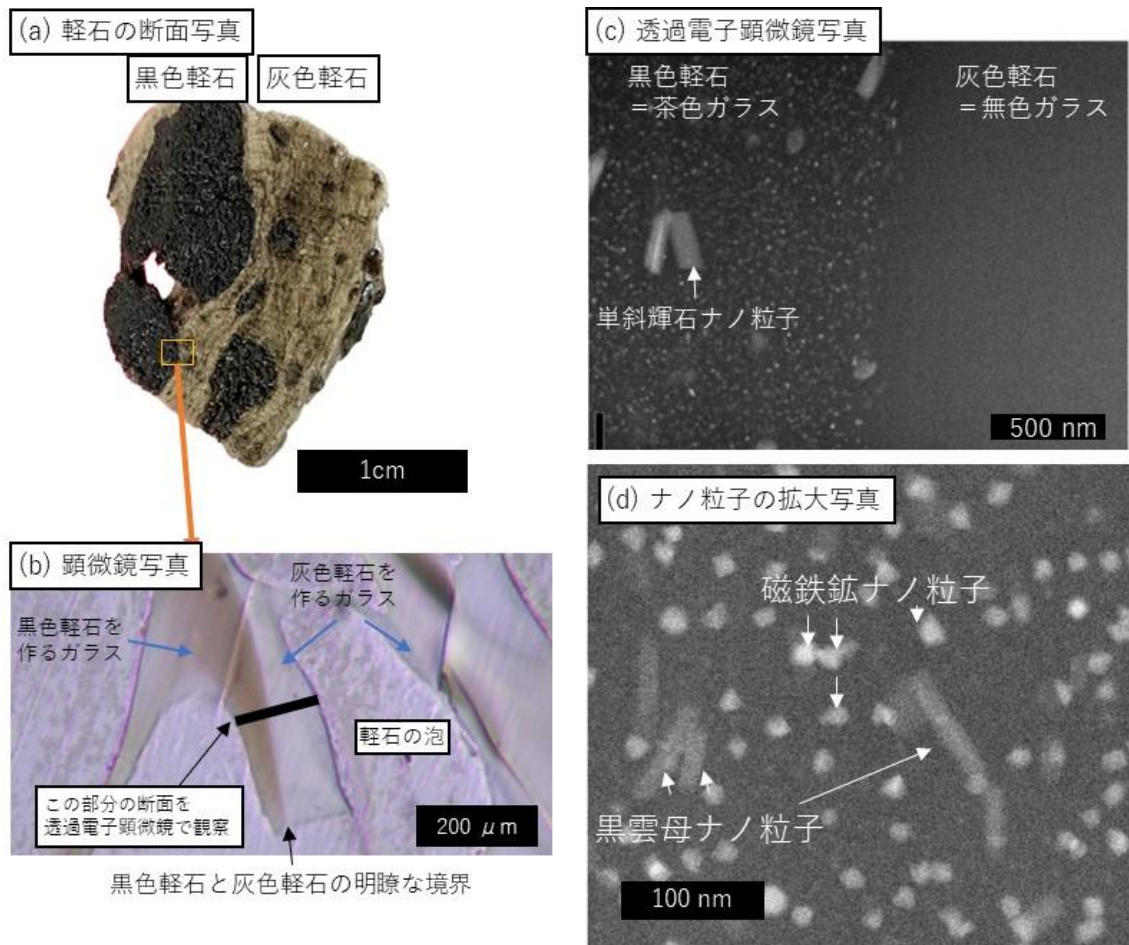 (a) 軽石の断面写真
黒色軽石
灰色軽石
1cm
(b) 顕微鏡写真
灰色軽石を
作るガラス
黒色軽石を
作るガラス
軽石の泡
この部分の断面を
透過電子顕微鏡で観察
200 μm
黒色軽石と灰色軽石の明瞭な境界
(c) 透過電子顕微鏡写真
黒色軽石
＝茶色ガラス
灰色軽石
＝無色ガラス
単斜輝石ナノ粒子
500 nm
(d) ナノ粒子の拡大写真
磁鉄鉱ナノ粒子
黒雲母ナノ粒子
100 nm